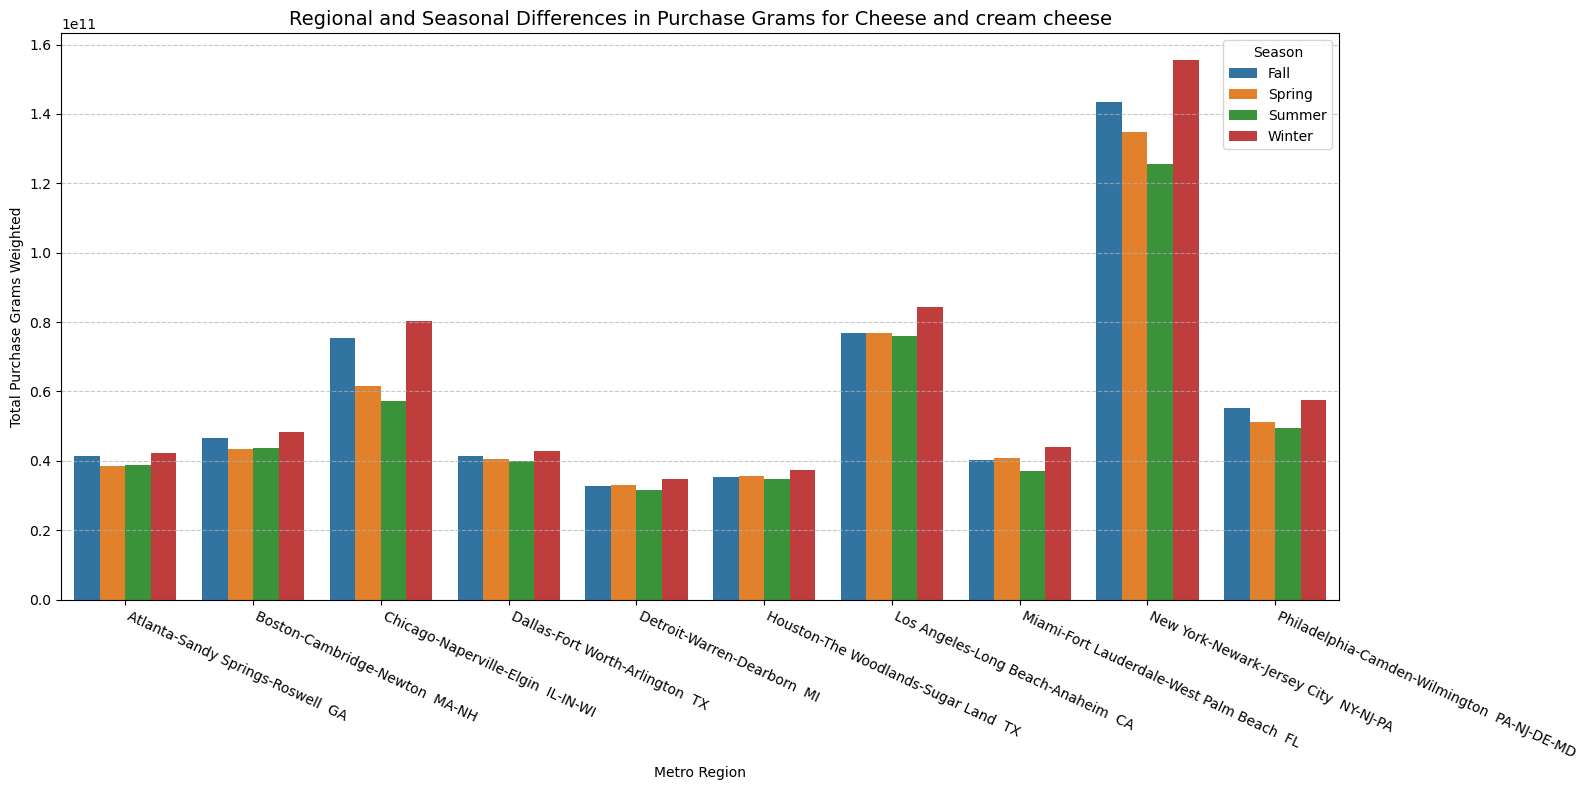 Regional and Seasonal Differences in Purchase Grams for Cheese and cream cheese
1e11
Total Purchase Grams Weighted
1.6
1.4
1.2
1.0
0.8
0.6
0.4
0.2
0.0
Season
Fall
Spring
Summer
Winter
Atlanta-Sandy Springs-Roswell  GA
Boston-Cambridge-Newton  MA-NH
Chicago-Naperville-Elgin  IL-IN-WI
Dallas-Fort Worth-Arlington  TX
Detroit-Warren-Dearborn  MI
Houston-The Woodlands-Sugar Land  TX
Los Angeles-Long Beach-Anaheim  CA
Miami-Fort Lauderdale-West Palm Beach  FL
New York-Newark-Jersey City  NY-NJ-PA
Philadelphia-Camden-Wilmington  PA-NJ-DE-MD
Metro Region